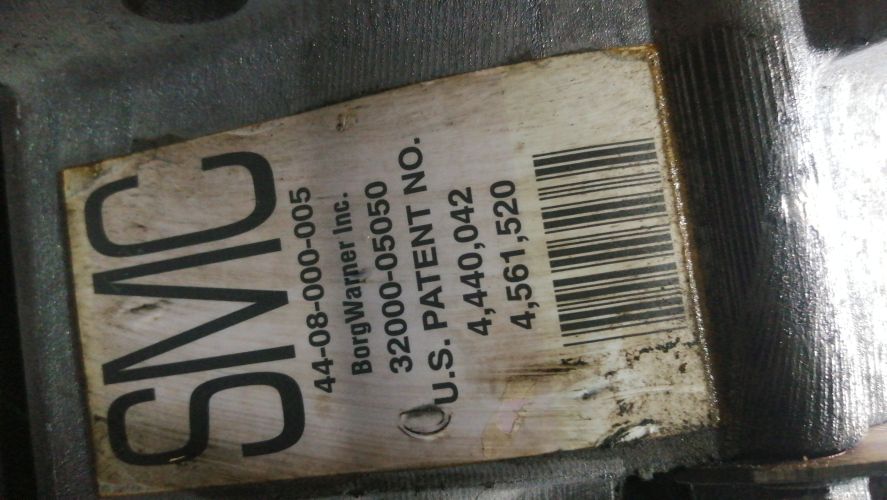 SMC
44-08-000-005
BorgWarner Inc.
32000-05050
U.S. PATENT NO.
4,440,042
4,561,520